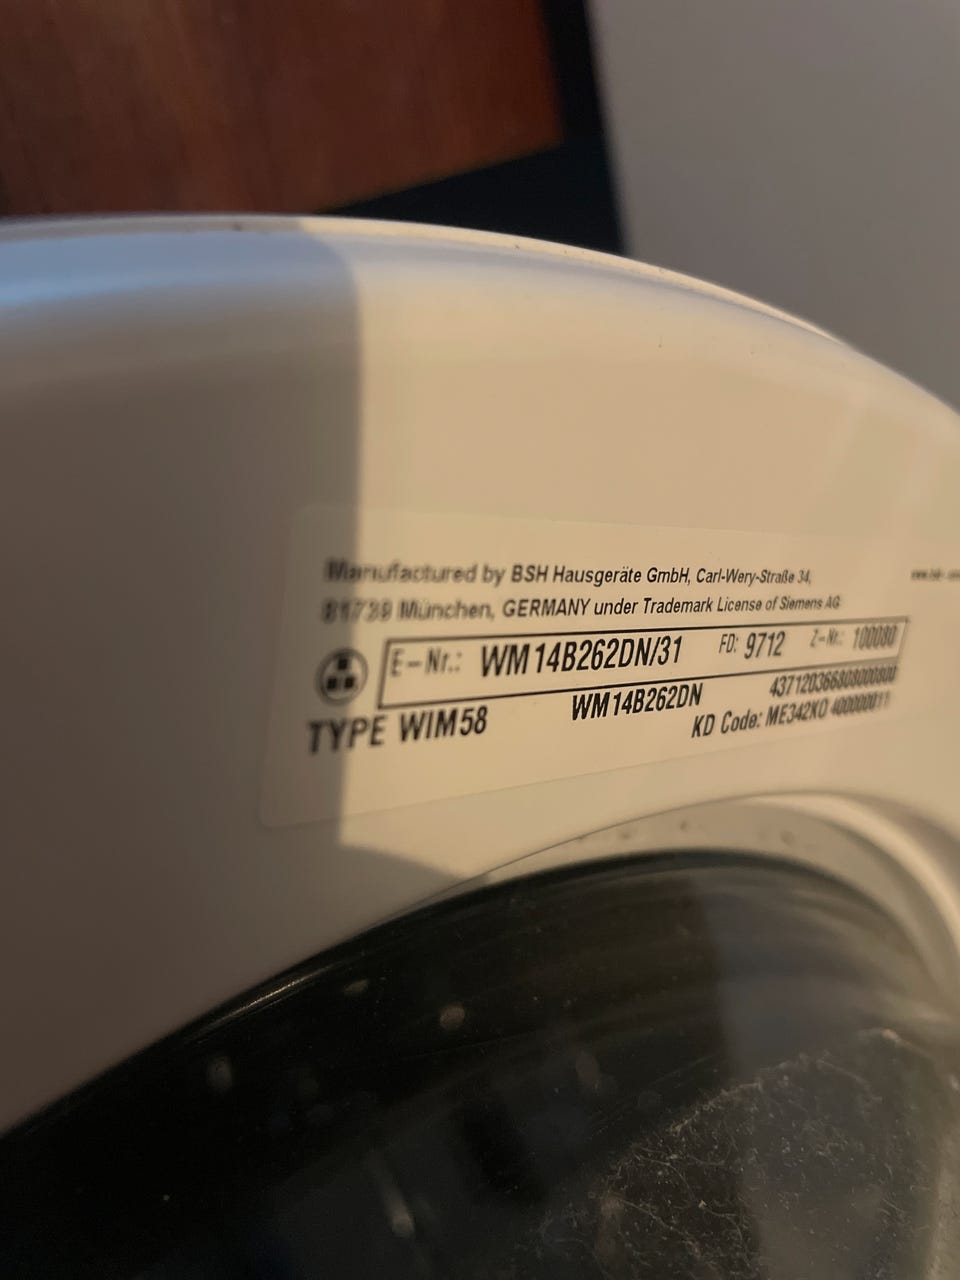 Manufactured by BSH Hausgeräte GmbH, Carl-Wery-Straße 34,
81739 München, GERMANY under Trademark License of Siemens AG
E-Nr.: WM14B262DN/31 FD: 9712 Z-Nr.: 100080
TYPE WIM58 WM14B262DN
KD Code: ME342KO